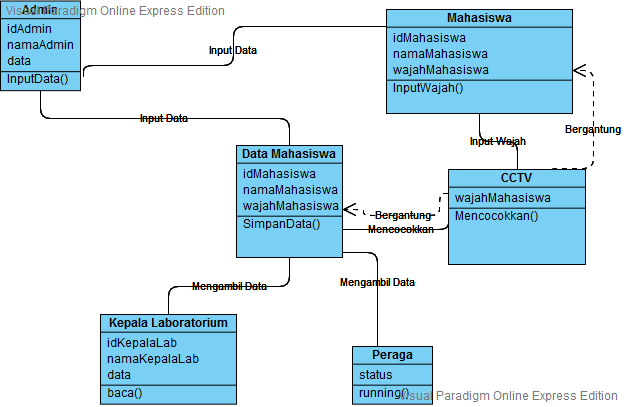 Visual Paradigm Online Express Edition
Admin
idAdmin
namaAdmin
data
InputData()
Mahasiswa
idMahasiswa
namaMahasiswa
wajahMahasiswa
InputWajah()
Input Data
Input Data
Bergantung
Input Wajah
Data Mahasiswa
idMahasiswa
namaMahasiswa
wajahMahasiswa
SimpanData()
CCTV
wajahMahasiswa
Mencocokkan()
Bergantung
Mencocokkan
Mengambil Data
Mengambil Data
Kepala Laboratorium
idKepalaLab
namaKepalaLab
data
baca()
Peraga
status
running()
Visual Paradigm Online Express Edition